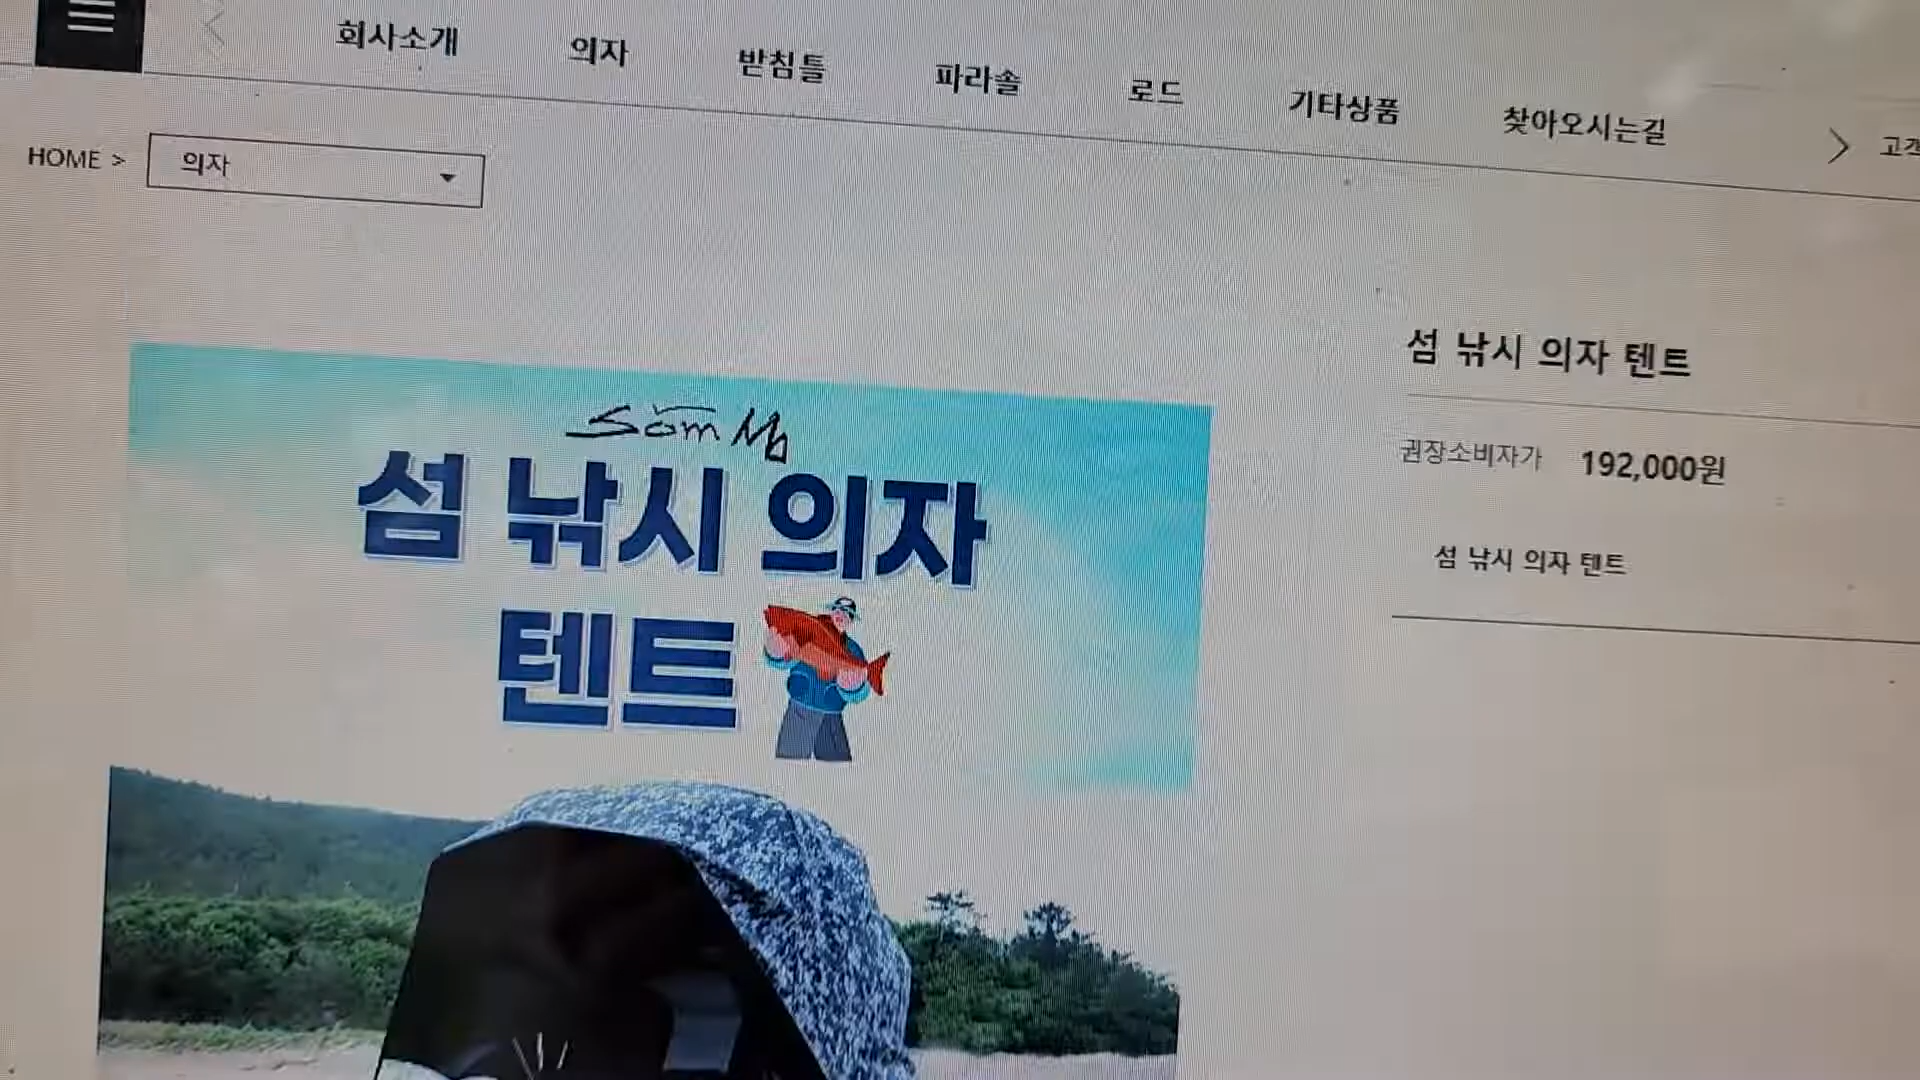 회사소개 의자 받침틀 파라솔 로드 기타상품 찾아오시는길
HOME > 의자
섬 낚시 의자
텐트
섬 낚시 의자 텐트
권장소비자가 192,000원
섬 낚시 의자 텐트